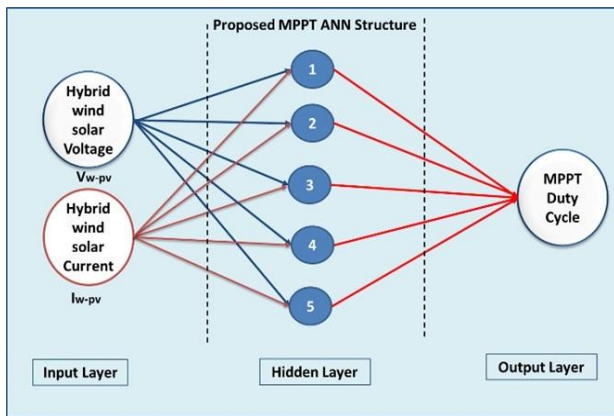 Proposed MPPT ANN Structure
Hybrid
wind
solar
Voltage
Vw-pv
Hybrid
wind
solar
Current
Iw-pv
1
2
3
4
5
MPPT
Duty
Cycle
Input Layer
Hidden Layer
Output Layer